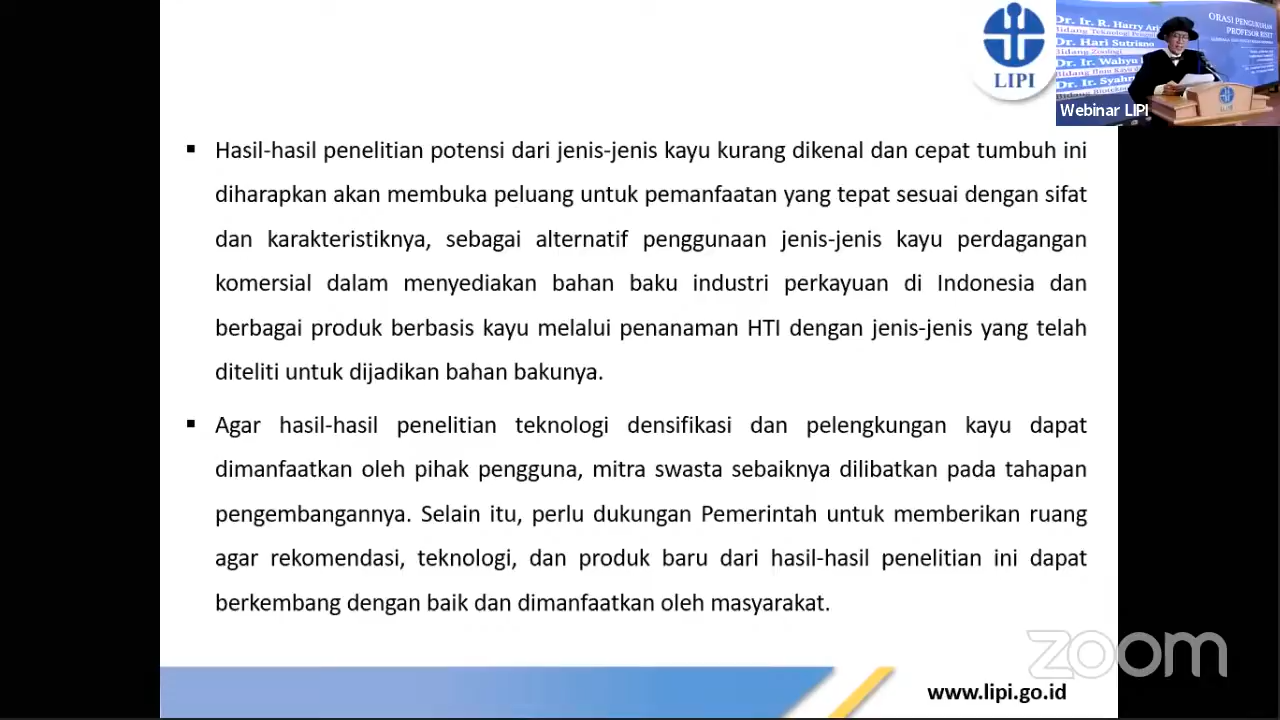 LIPI
Dr. Ir. R. Harry Ari
Dr. Hari Sutrisno
Bidang Zoologi
Dr. Ir. Wahyu
Dr. Ir. Syahr
ORASI PENGUKUHAN
PROFESOR RISET
Webinar LIPI
▪ Hasil-hasil penelitian potensi dari jenis-jenis kayu kurang dikenal dan cepat tumbuh ini
diharapkan akan membuka peluang untuk pemanfaatan yang tepat sesuai dengan sifat
dan karakteristiknya, sebagai alternatif penggunaan jenis-jenis kayu perdagangan
komersial dalam menyediakan bahan baku industri perkayuan di Indonesia dan
berbagai produk berbasis kayu melalui penanaman HTI dengan jenis-jenis yang telah
diteliti untuk dijadikan bahan bakunya.
▪ Agar hasil-hasil penelitian teknologi densifikasi dan pelengkungan kayu dapat
dimanfaatkan oleh pihak pengguna, mitra swasta sebaiknya dilibatkan pada tahapan
pengembangannya. Selain itu, perlu dukungan Pemerintah untuk memberikan ruang
agar rekomendasi, teknologi, dan produk baru dari hasil-hasil penelitian ini dapat
berkembang dengan baik dan dimanfaatkan oleh masyarakat.
zoom
www.lipi.go.id